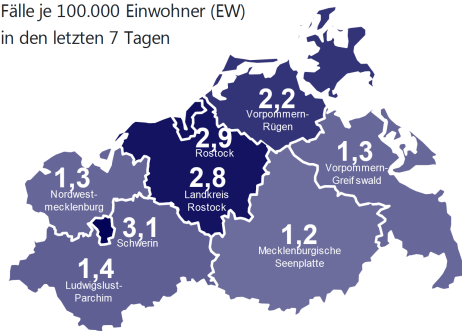 Fälle je 100.000 Einwohner (EW)
in den letzten 7 Tagen
2,2
Vorpommern-
Rügen
2,9
Rostock
2,8
Landkreis
Rostock
1,3
Vorpommern-
Greifswald
1,3
Nordwest-
mecklenburg
3,1
Schwerin
1,2
Mecklenburgische
Seenplatte
1,4
Ludwigslust-
Parchim